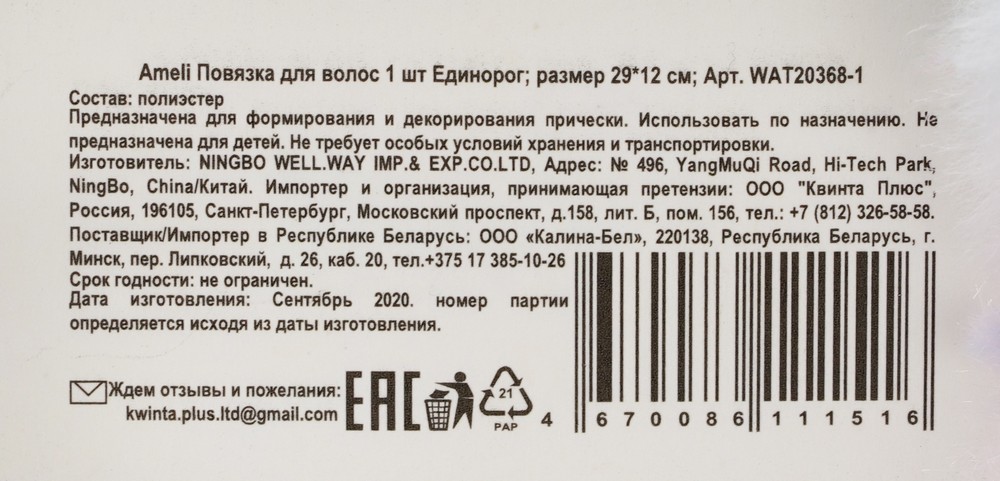 Ameli Повязка для волос 1 шт Единорог; размер 29*12 см; Арт. WAT20368-1
Состав: полиэстер
Предназначена для формирования и декорирования прически. Использовать по назначению. Не
предназначена для детей. Не требует особых условий хранения и транспортировки.
Изготовитель: NINGBO WELL.WAY IMP.& EXP.CO.LTD, Адрес: № 496, YangMuQi Road, Hi-Tech Park,
NingBo, China/Китай. Импортер и организация, принимающая претензии: ООО "Квинта Плюс",
Россия, 196105, Санкт-Петербург, Московский проспект, д.158, лит. Б, пом. 156, тел.: +7 (812) 326-58-58.
Поставщик/Импортер в Республике Беларусь: ООО «Калина-Бел», 220138, Республика Беларусь, г.
Минск, пер. Липковский, д. 26, каб. 20, тел.+375 17 385-10-26
Срок годности: не ограничен.
Дата изготовления: Сентябрь 2020. номер партии
определяется исходя из даты изготовления.
Ждем отзывы и пожелания:
kwinta.plus.ltd@gmail.com
EAC
21
PAP
4 670086 111516